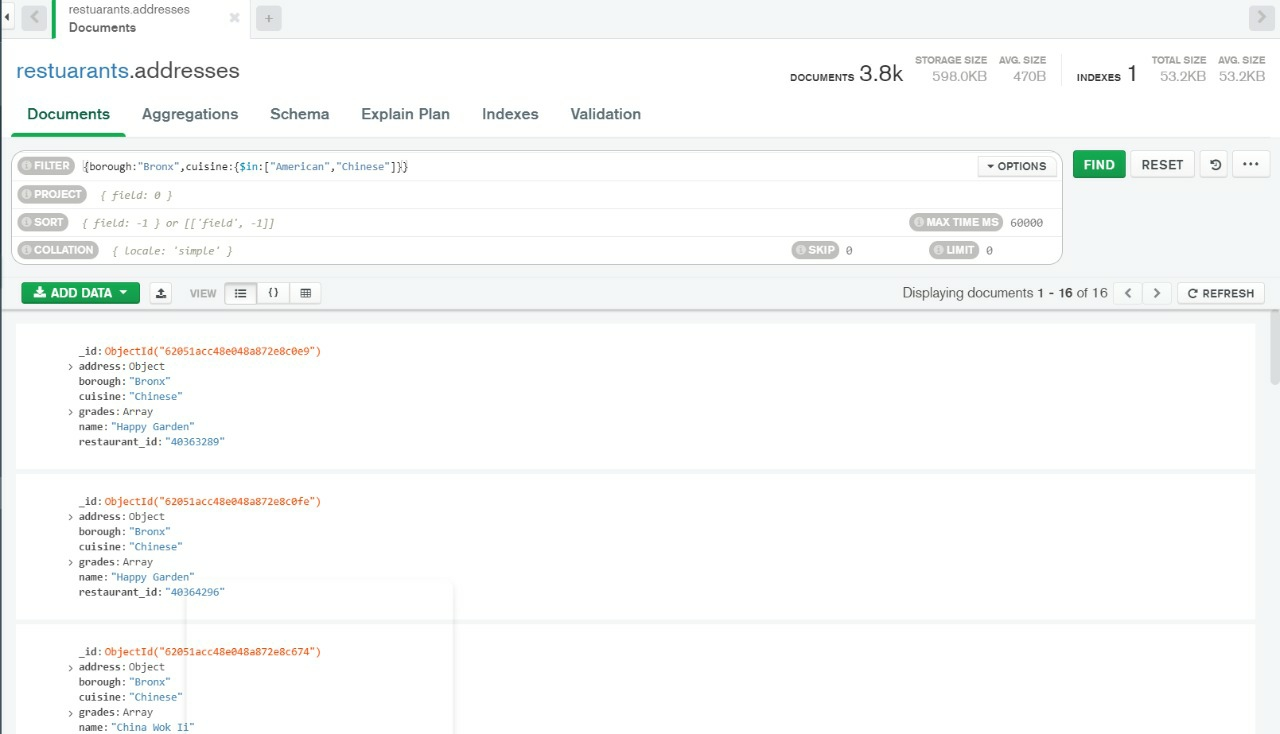 restuarants.addresses
Documents
restuarants.addresses
DOCUMENTS 3.8k STORAGE SIZE 598.0KB AVG. SIZE 470B INDEXES 1 TOTAL SIZE 53.2KB AVG. SIZE 53.2KB
Documents Aggregations Schema Explain Plan Indexes Validation
FILTER {borough:"Bronx",cuisine:{$in:["American","Chinese"]}} OPTIONS FIND RESET
PROJECT { field: 0 }
SORT { field: -1 } or [['field', -1]] MAX TIME MS 60000
COLLATION { locale: 'simple' } SKIP 0 LIMIT 0
ADD DATA VIEW {} Displaying documents 1 - 16 of 16 REFRESH
_id: ObjectId("62051acc48e048a872e8c0e9")
address: Object
borough: "Bronx"
cuisine: "Chinese"
grades: Array
name: "Happy Garden"
restaurant_id: "40363289"
_id: ObjectId("62051acc48e048a872e8c0fe")
address: Object
borough: "Bronx"
cuisine: "Chinese"
grades: Array
name: "Happy Garden"
restaurant_id: "40364296"
_id: ObjectId("62051acc48e048a872e8c674")
address: Object
borough: "Bronx"
cuisine: "Chinese"
grades: Array
name: "China Wok Ii"